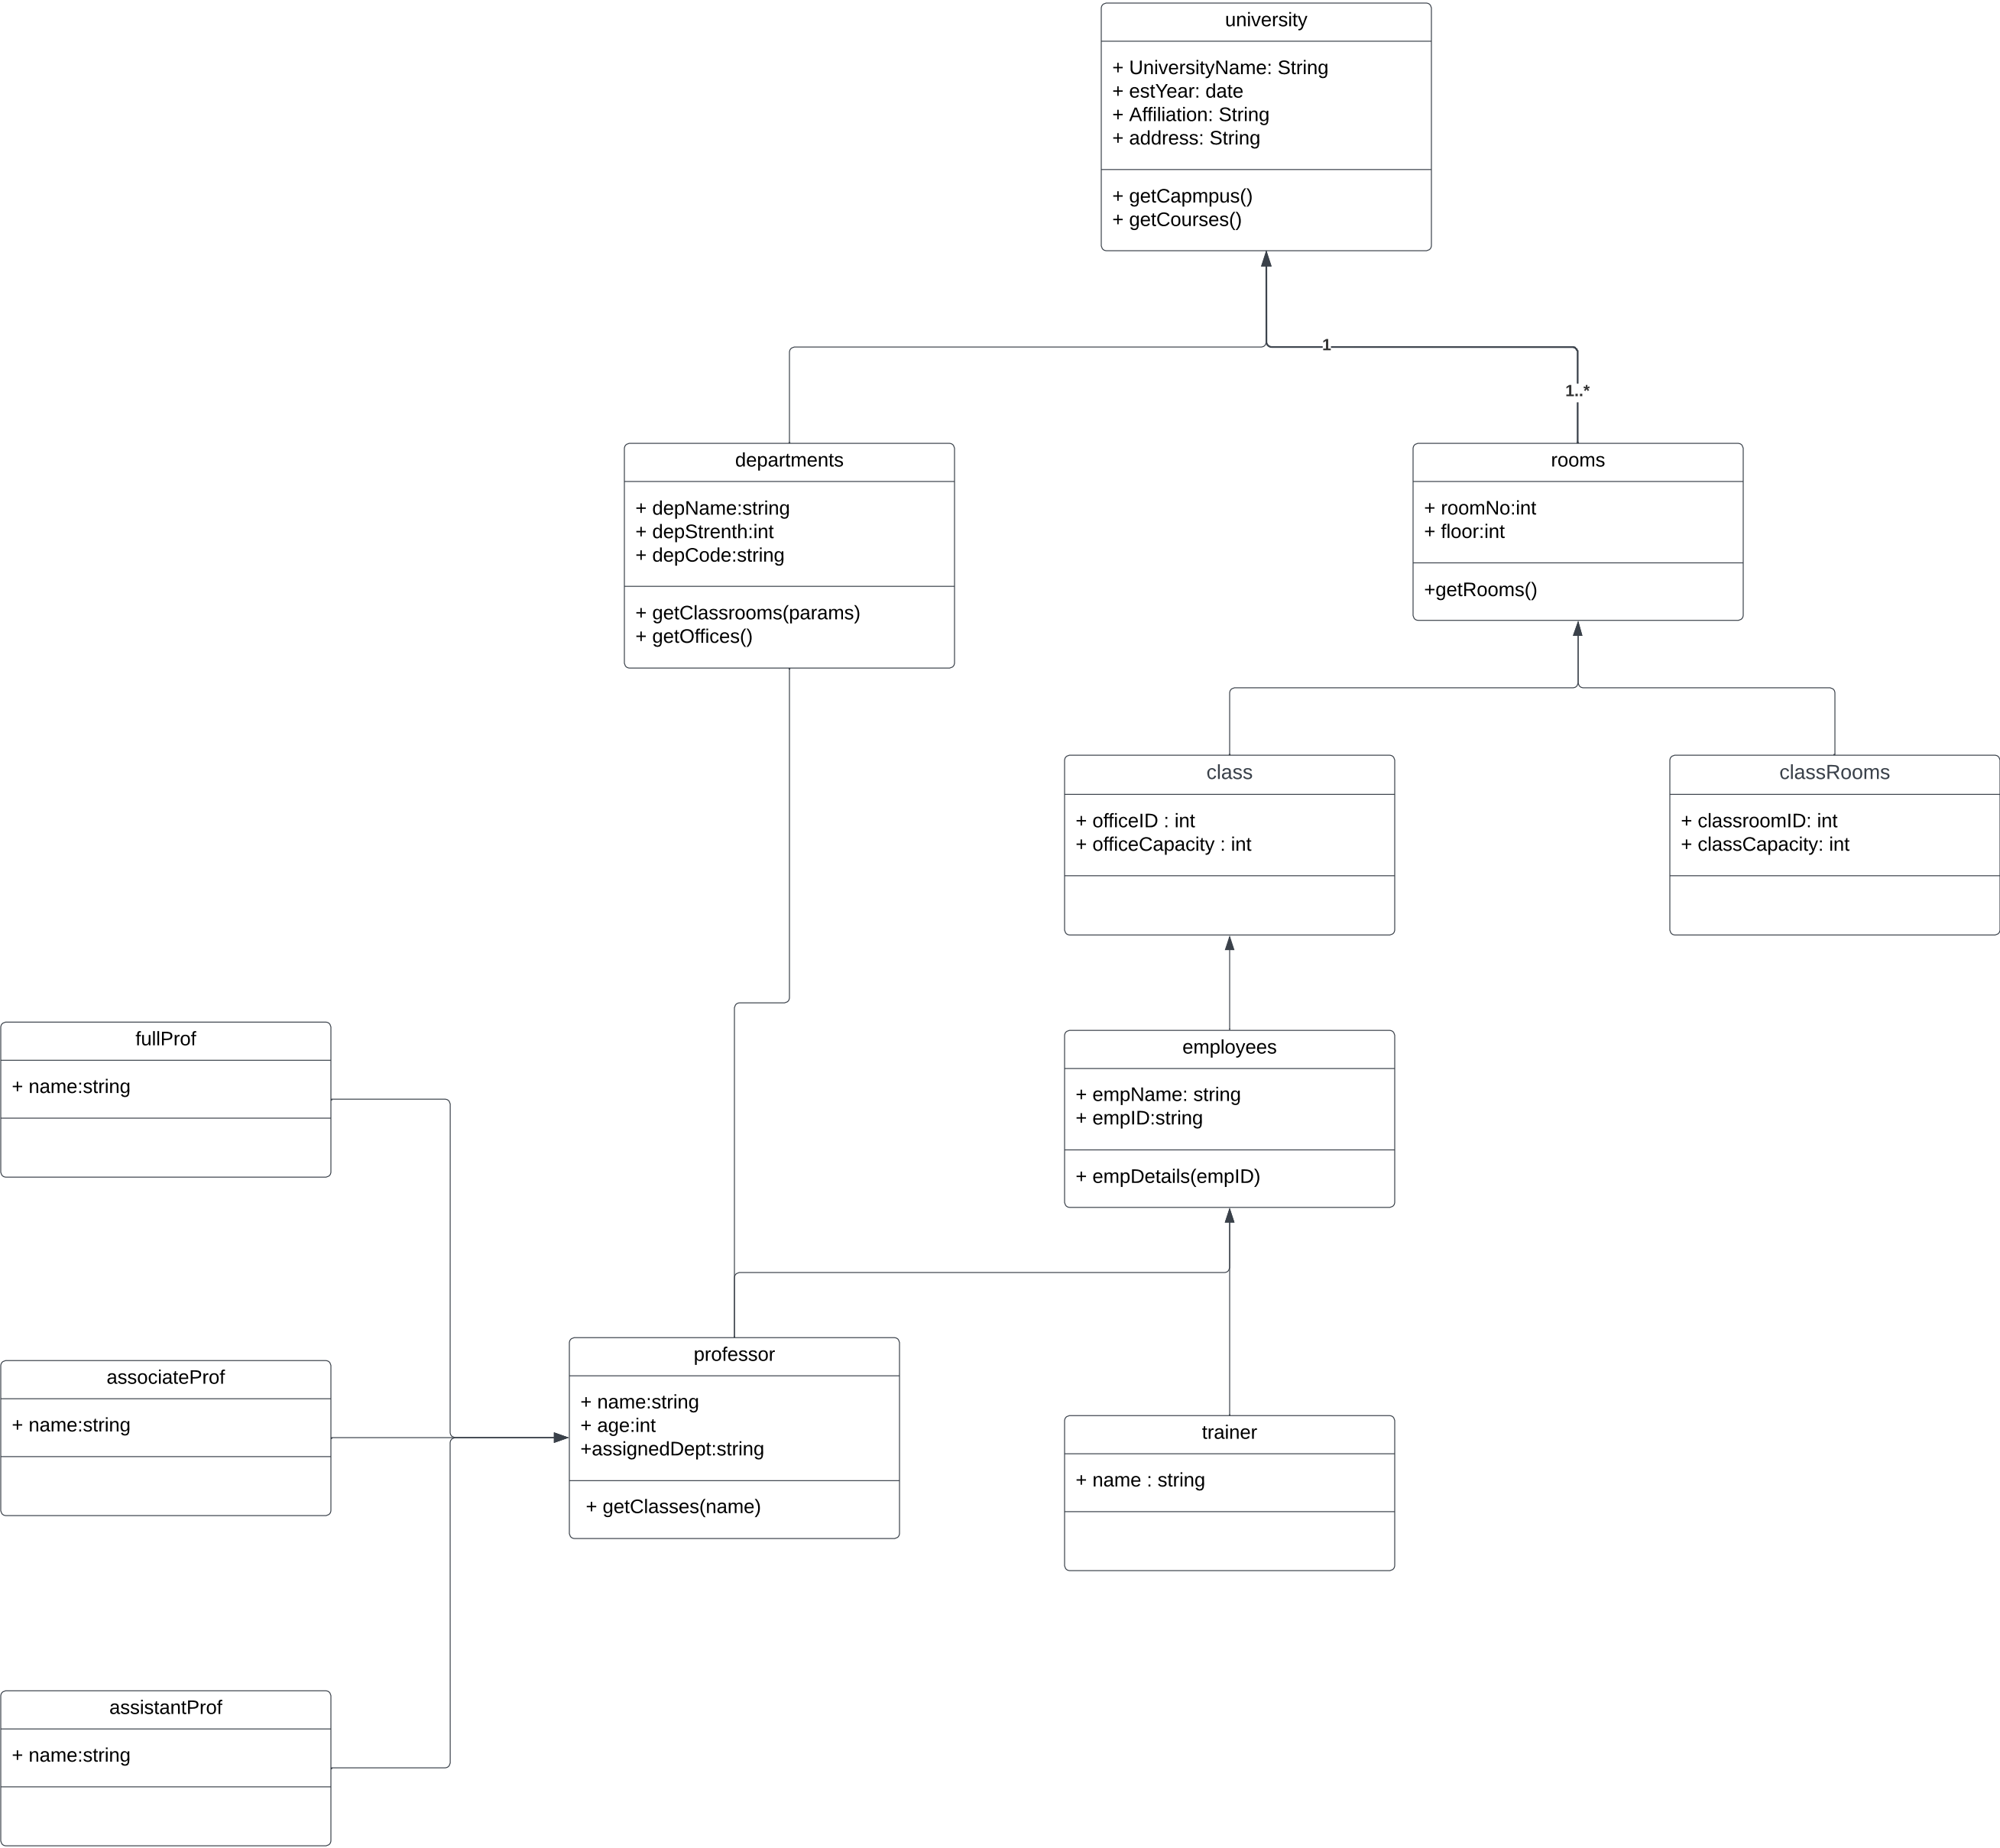 university
+ UniversityName: String
+ estYear: date
+ Affiliation: String
+ address: String
+ getCapmpus()
+ getCourses()
1
1..*
departments
+ depName:string
+ depStrenth:int
+ depCode:string
+ getClassrooms(params)
+ getOffices()
rooms
+ roomNo:int
+ floor:int
+getRooms()
class
+ officeID : int
+ officeCapacity : int
classRooms
+ classroomID: int
+ classCapacity: int
fullProf
+ name:string
employees
+ empName: string
+ empID:string
+ empDetails(empID)
associateProf
+ name:string
professor
+ name:string
+ age:int
+assignedDept:string
+ getClasses(name)
trainer
+ name : string
assistantProf
+ name:string